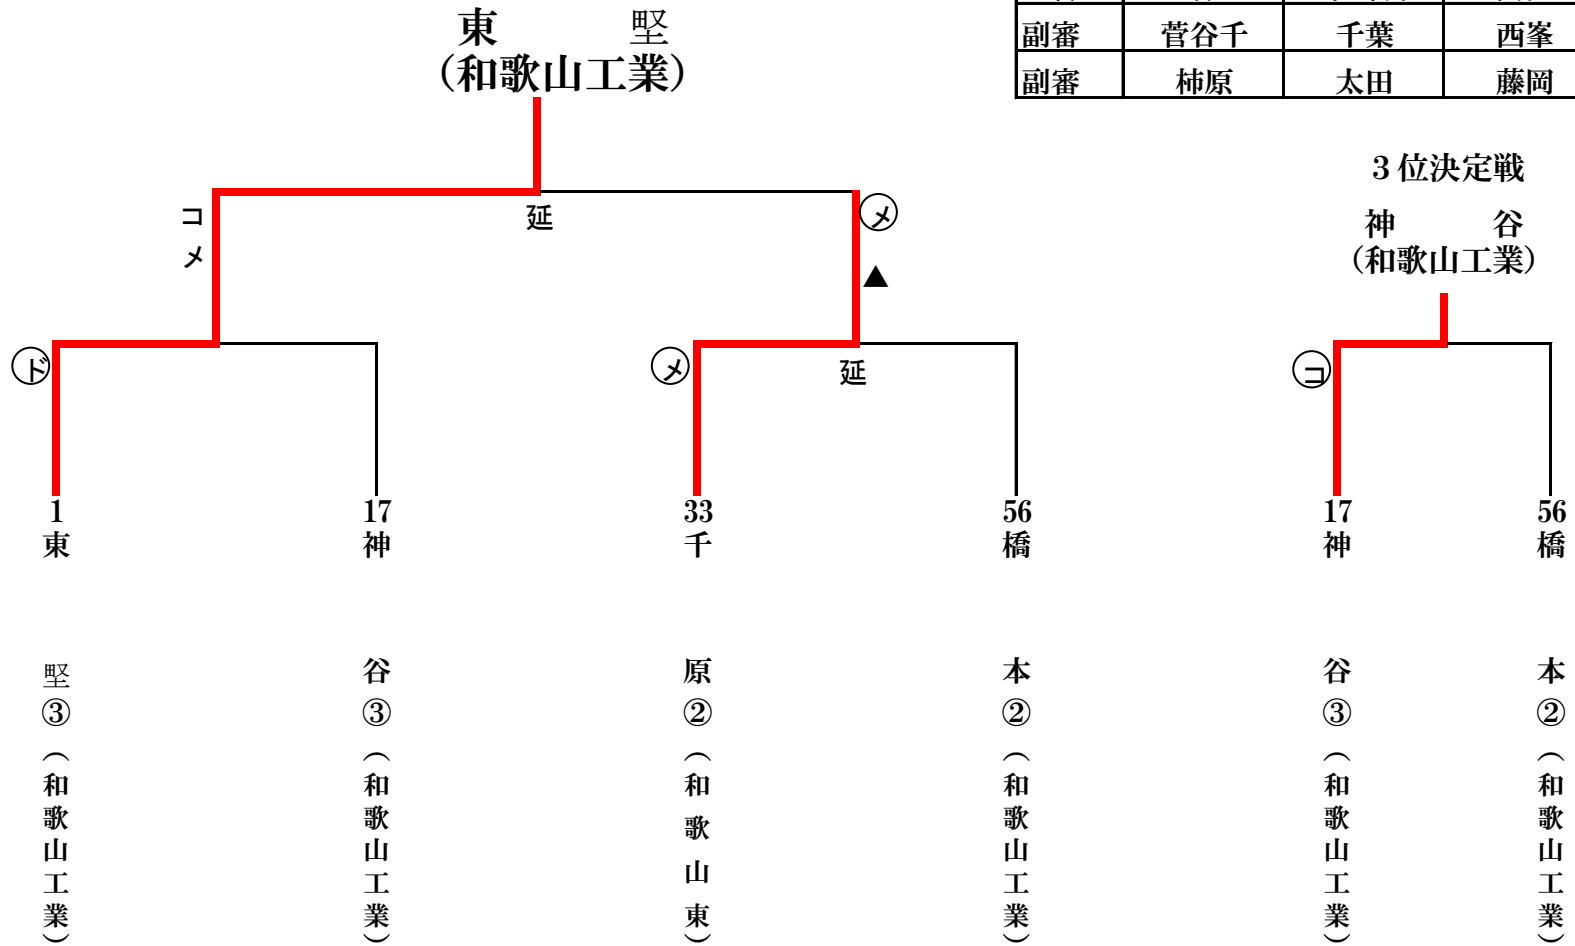 東 堅
(和歌山工業)
副審 菅谷千 千葉 西峯
副審 柿原 太田 藤岡
3位決定戦
神 谷
(和歌山工業)
コ
メ
延
メ
▲
ド
メ
延
コ
1
東堅③(和歌山工業)
17
神谷③(和歌山工業)
33
千原②(和歌山東)
56
橋本②(和歌山工業)
17
神谷③(和歌山工業)
56
橋本②(和歌山工業)